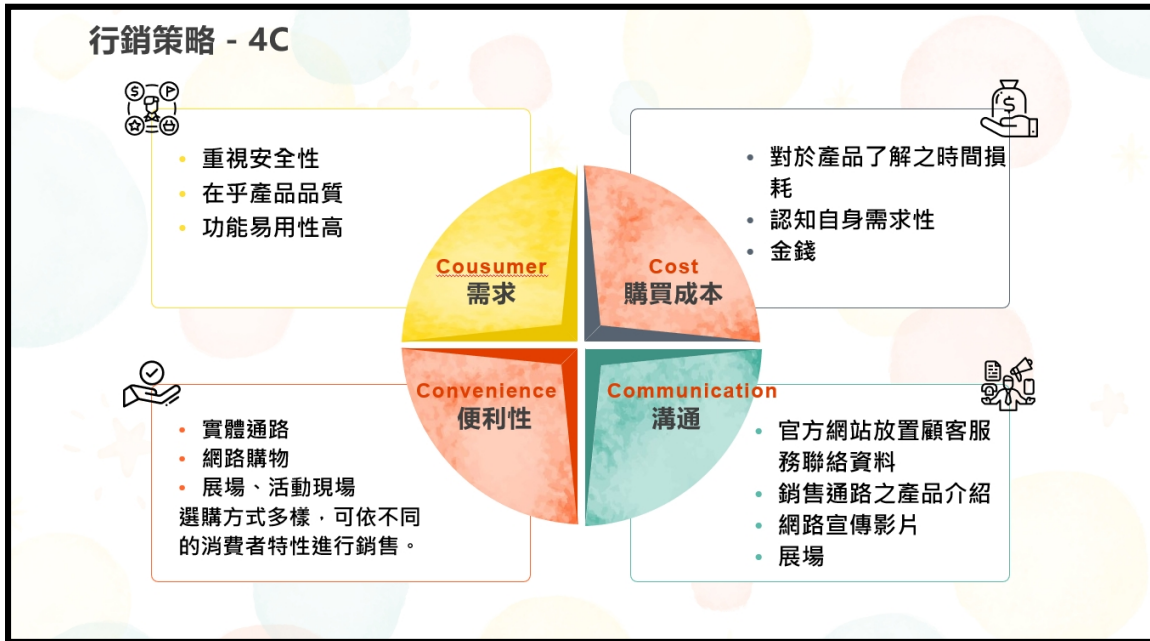 行銷策略 - 4C
• 重視安全性
• 在乎產品品質
• 功能易用性高
Cousumer
需求
• 對於產品了解之時間損
耗
• 認知自身需求性
• 金錢
Cost
購買成本
Convenience
便利性
• 實體通路
• 網路購物
• 展場、活動現場
選購方式多樣，可依不同
的消費者特性進行銷售。
Communication
溝通
• 官方網站放置顧客服
務聯絡資料
• 銷售通路之產品介紹
• 網路宣傳影片
• 展場